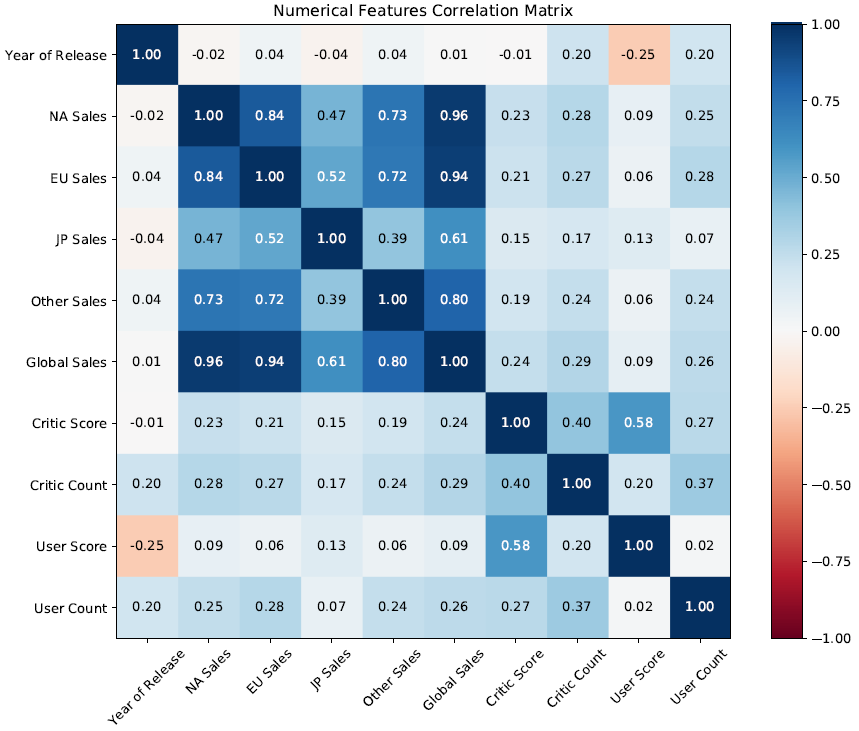 Numerical Features Correlation Matrix
Year of Release 1.00 -0.02 0.04 -0.04 0.04 0.01 -0.01 0.20 -0.25 0.20
NA Sales -0.02 1.00 0.84 0.47 0.73 0.96 0.23 0.28 0.09 0.25
EU Sales 0.04 0.84 1.00 0.52 0.72 0.94 0.21 0.27 0.06 0.28
JP Sales -0.04 0.47 0.52 1.00 0.39 0.61 0.15 0.17 0.13 0.07
Other Sales 0.04 0.73 0.72 0.39 1.00 0.80 0.19 0.24 0.06 0.24
Global Sales 0.01 0.96 0.94 0.61 0.80 1.00 0.24 0.29 0.09 0.26
Critic Score -0.01 0.23 0.21 0.15 0.19 0.24 1.00 0.40 0.58 0.27
Critic Count 0.20 0.28 0.27 0.17 0.24 0.29 0.40 1.00 0.20 0.37
User Score -0.25 0.09 0.06 0.13 0.06 0.09 0.58 0.20 1.00 0.02
User Count 0.20 0.25 0.28 0.07 0.24 0.26 0.27 0.37 0.02 1.00
Year of Release NA Sales EU Sales JP Sales Other Sales Global Sales Critic Score Critic Count User Score User Count
1.00
0.75
0.50
0.25
0.00
−0.25
−0.50
−0.75
−1.00